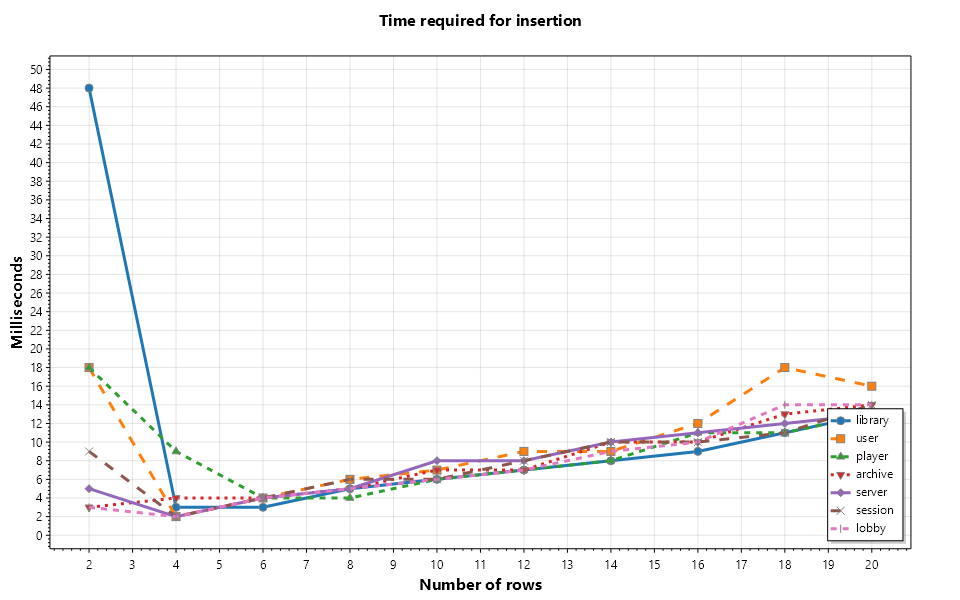 Time required for insertion
Milliseconds
50
48
46
44
42
40
38
36
34
32
30
28
26
24
22
20
18
16
14
12
10
8
6
4
2
0
library
user
player
archive
server
session
lobby
2 3 4 5 6 7 8 9 10 11 12 13 14 15 16 17 18 19 20
Number of rows